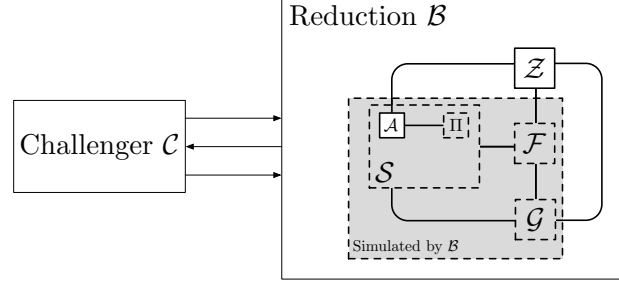 Reduction ℬ
𝒵
𝒜
Π
Challenger 𝒞
ℱ
𝒮
𝒢
Simulated by ℬ